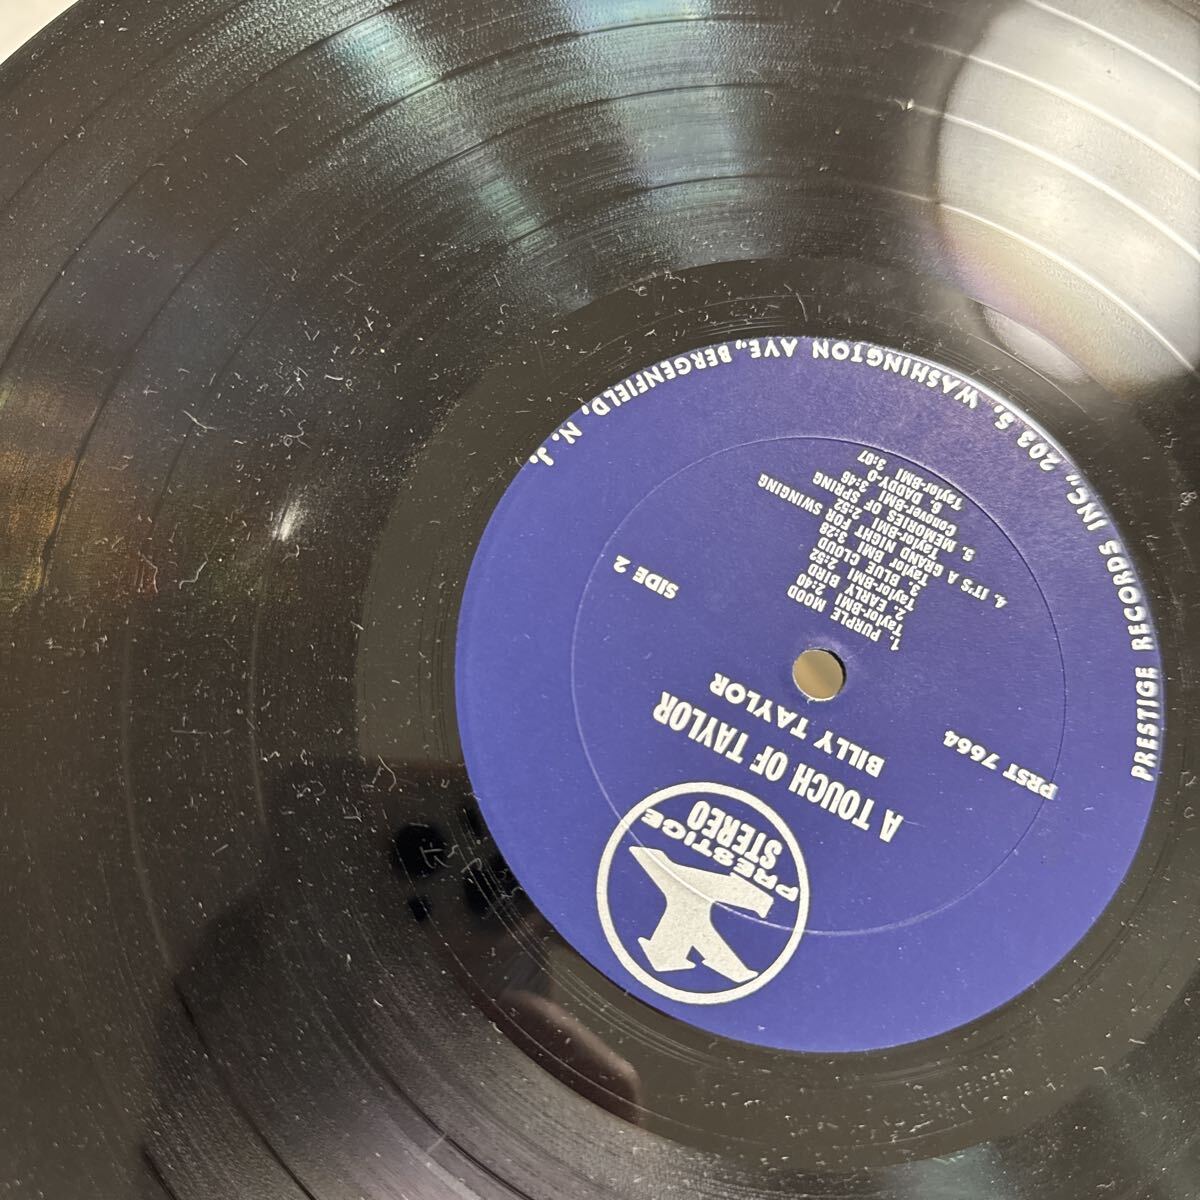 PRESTIGE RECORDS INC., 203 S. WASHINGTON AVE., BERGENFIELD, N. J.
PRESTIGE
STEREO
A TOUCH OF TAYLOR
BILLY TAYLOR
PRST 7664
SIDE 2
1. PURPLE MOOD
Taylor-BMI 2:40
2. EARLY BIRD
Taylor-BMI 2:52
3. BLUE CLOUD
Taylor BMI 3:28
4. IT'S A GRAND NIGHT FOR SWINGING
Taylor-BMI 2:52
5. MEMORIES OF SPRING
Conover-BMI 3:46
6. DADDY-O
Taylor-BMI 3:07